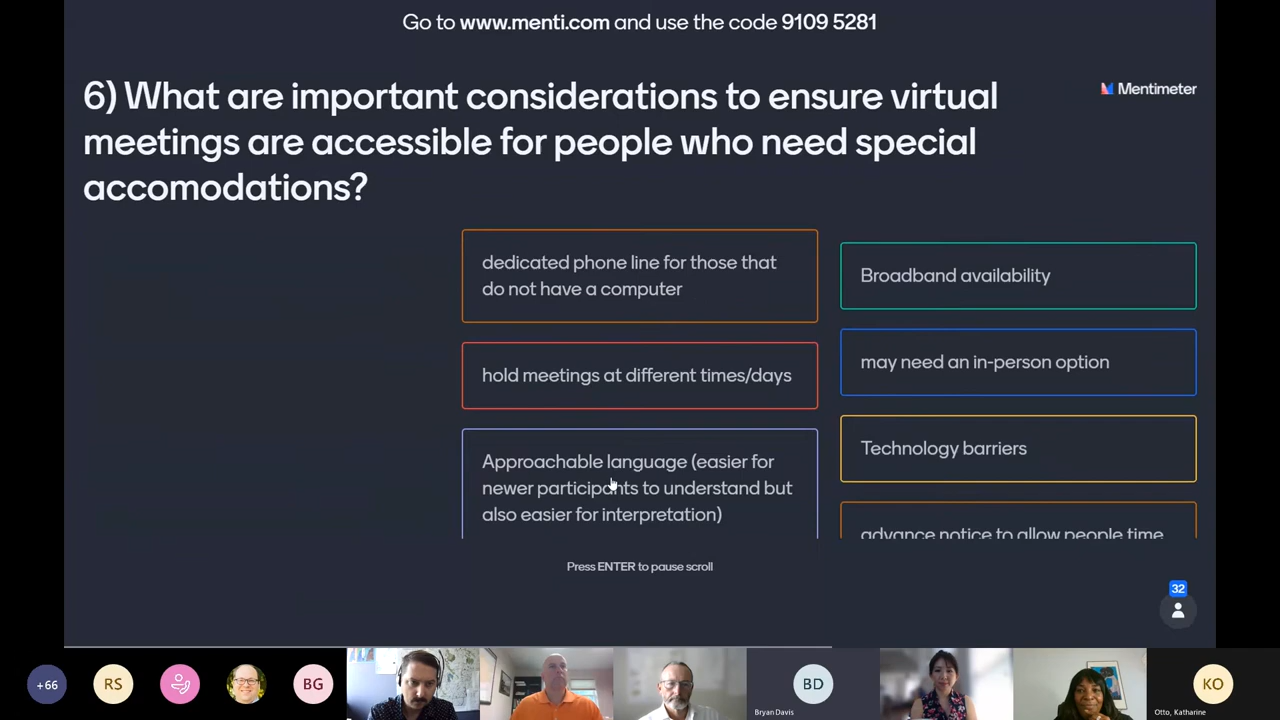 Go to www.menti.com and use the code 9109 5281
6) What are important considerations to ensure virtual
meetings are accessible for people who need special
accomodations?
Mentimeter
dedicated phone line for those that
do not have a computer
hold meetings at different times/days
Approachable language (easier for
newer participants to understand but
also easier for interpretation)
Broadband availability
may need an in-person option
Technology barriers
advance notice to allow people time
Press ENTER to pause scroll
32
+66
RS
BG
BD
Bryan Davis
KO
Otto, Katharine